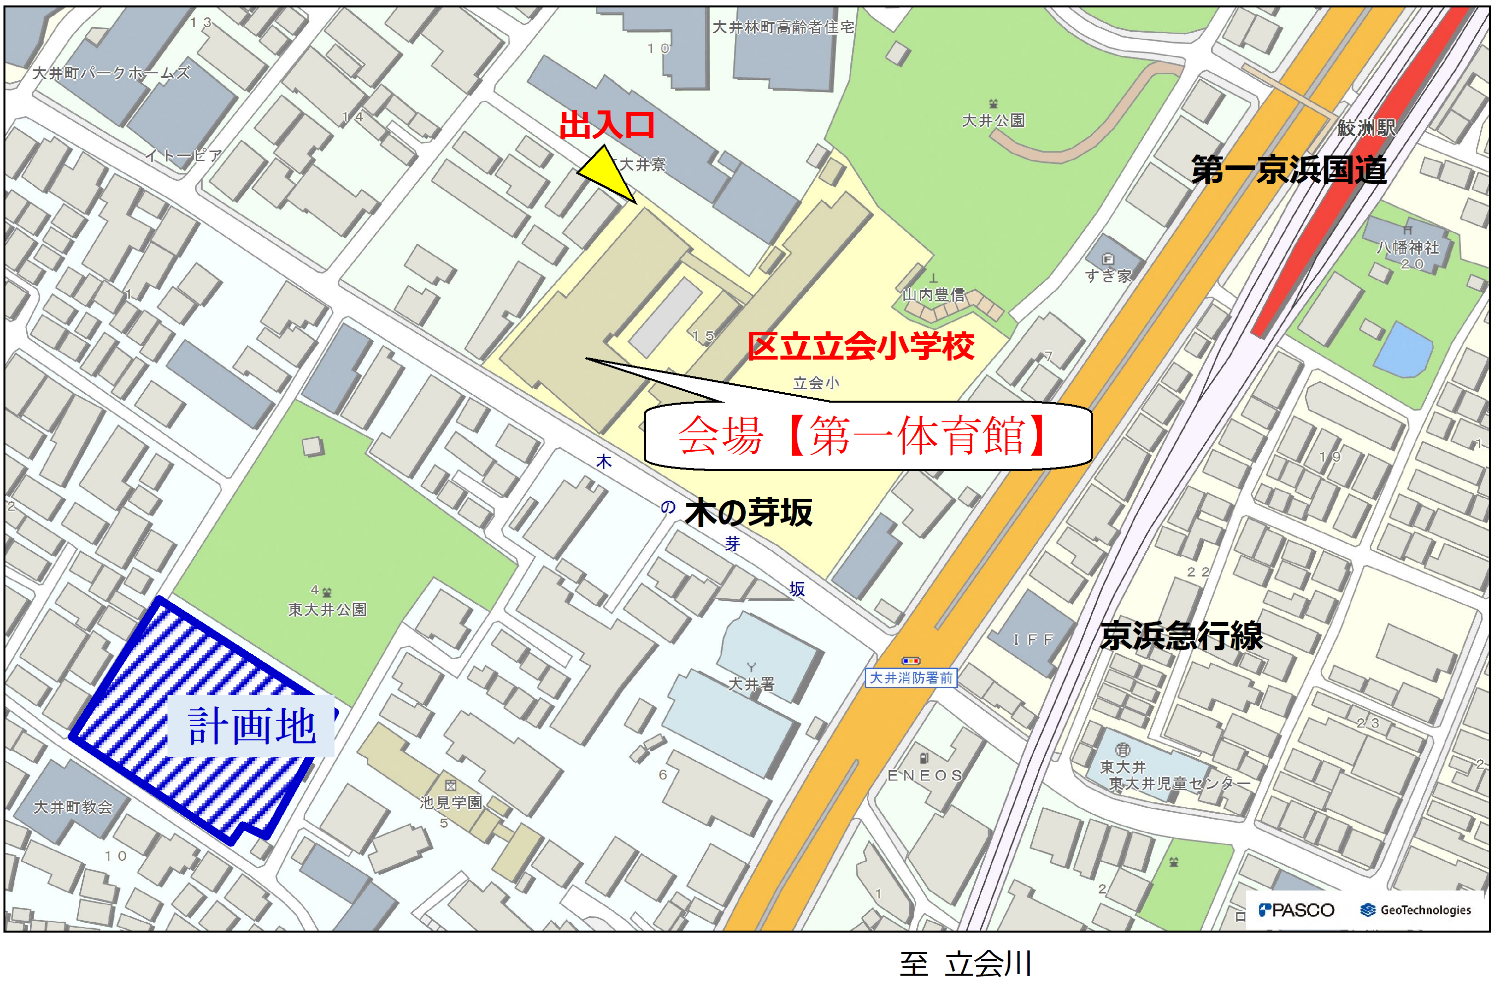 13
大井林町高齢者住宅
10
大井町パークホームズ
14
出入口
大井公園
鮫洲駅
イトーピア
大井寮
第一京浜国道
八幡神社
20
すき家
山内豊信
1
15
区立立会小学校
7
立会小
会場【第一体育館】
19
1
木
の
芽
坂
木の芽坂
2
22
4
東大井公園
IFF
京浜急行線
大井署
大井消防署前
計画地
23
2
6
ENEOS
東大井
東大井児童センター
大井町教会
池見学園
5
10
1
2
PASCO
GeoTechnologies
至 立会川